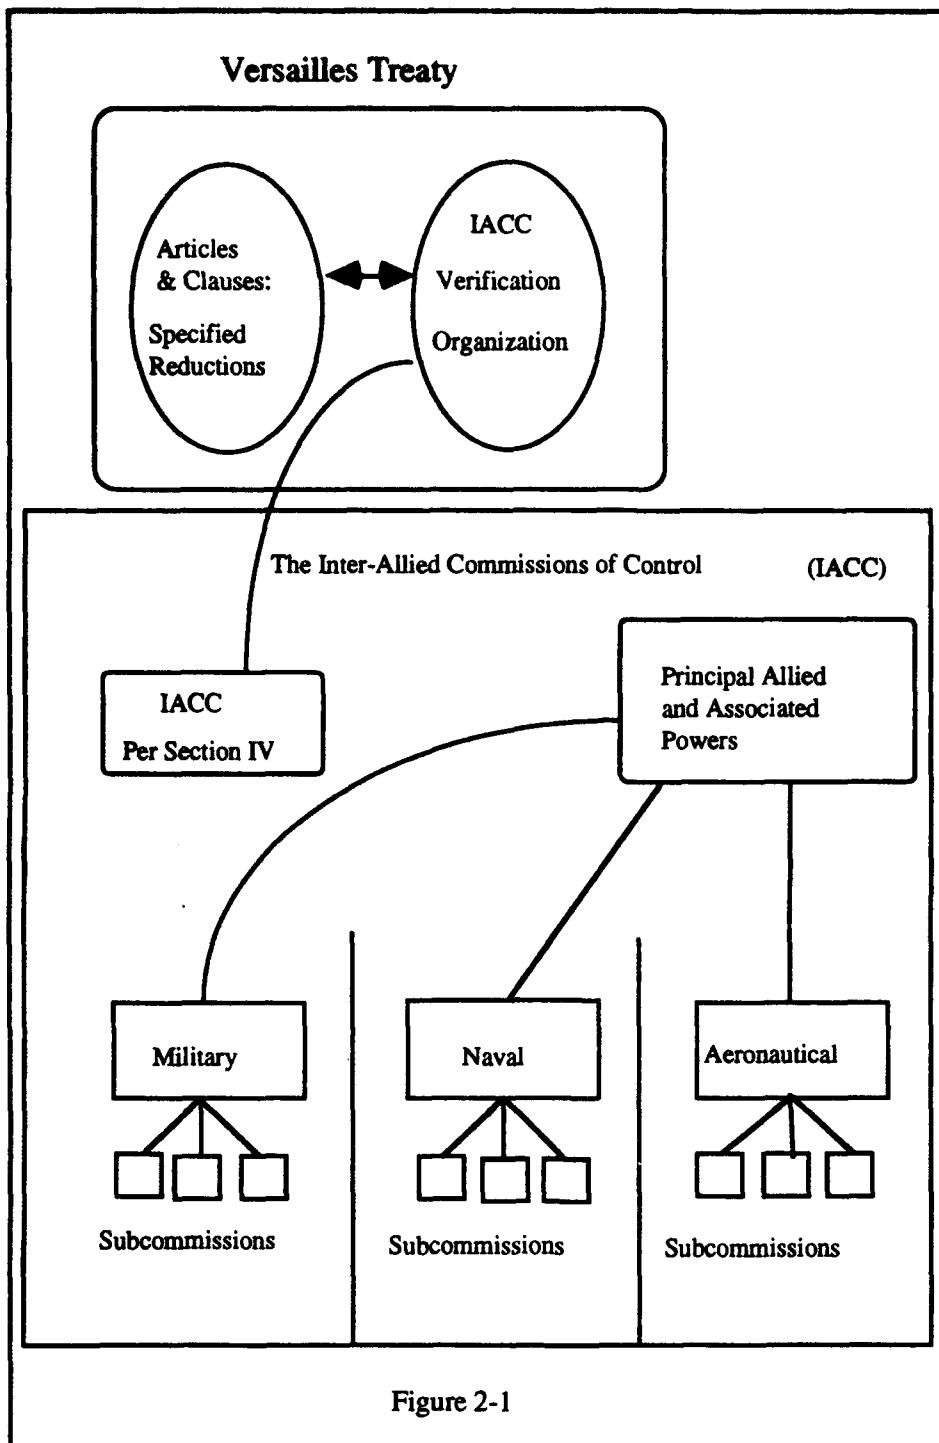 Versailles Treaty
Articles
& Clauses:
Specified
Reductions
IACC
Verification
Organization
The Inter-Allied Commissions of Control (IACC)
IACC
Per Section IV
Principal Allied
and Associated
Powers
Military
Naval
Aeronautical
Subcommissions
Subcommissions
Subcommissions
Figure 2-1